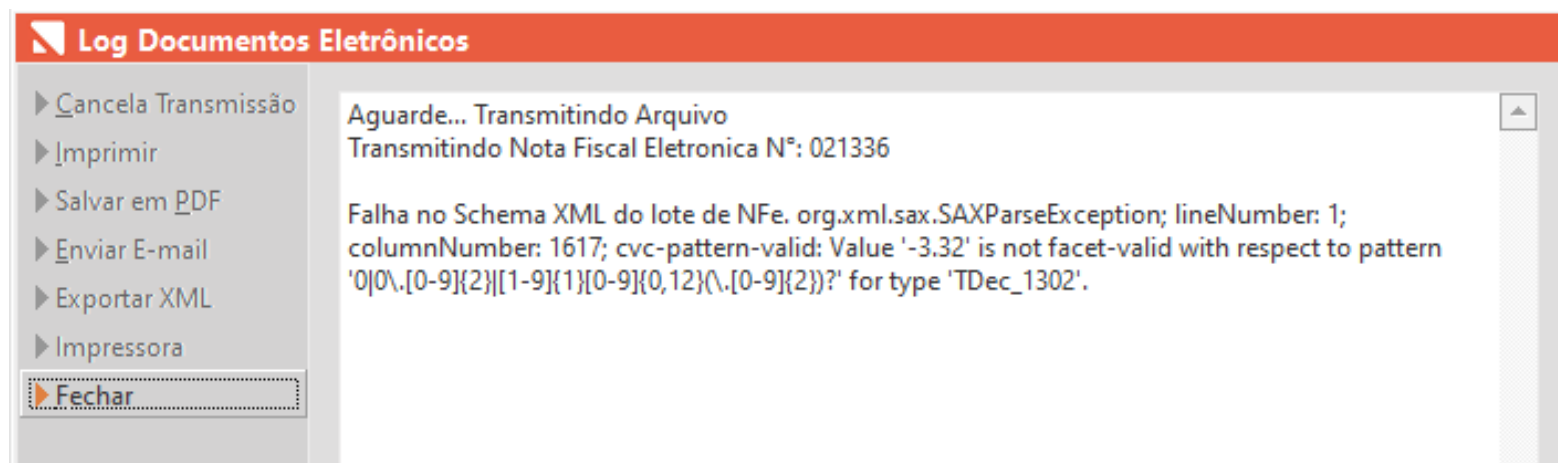 Log Documentos Eletrônicos
Cancela Transmissão
Imprimir
Salvar em PDF
Enviar E-mail
Exportar XML
Impressora
Fechar
Aguarde... Transmitindo Arquivo
Transmitindo Nota Fiscal Eletronica N°: 021336
Falha no Schema XML do lote de NFe. org.xml.sax.SAXParseException; lineNumber: 1;
columnNumber: 1617; cvc-pattern-valid: Value '-3.32' is not facet-valid with respect to pattern
'0|0\.[0-9]{2}|[1-9]{1}[0-9]{0,12}(\.[0-9]{2})?' for type 'TDec_1302'.